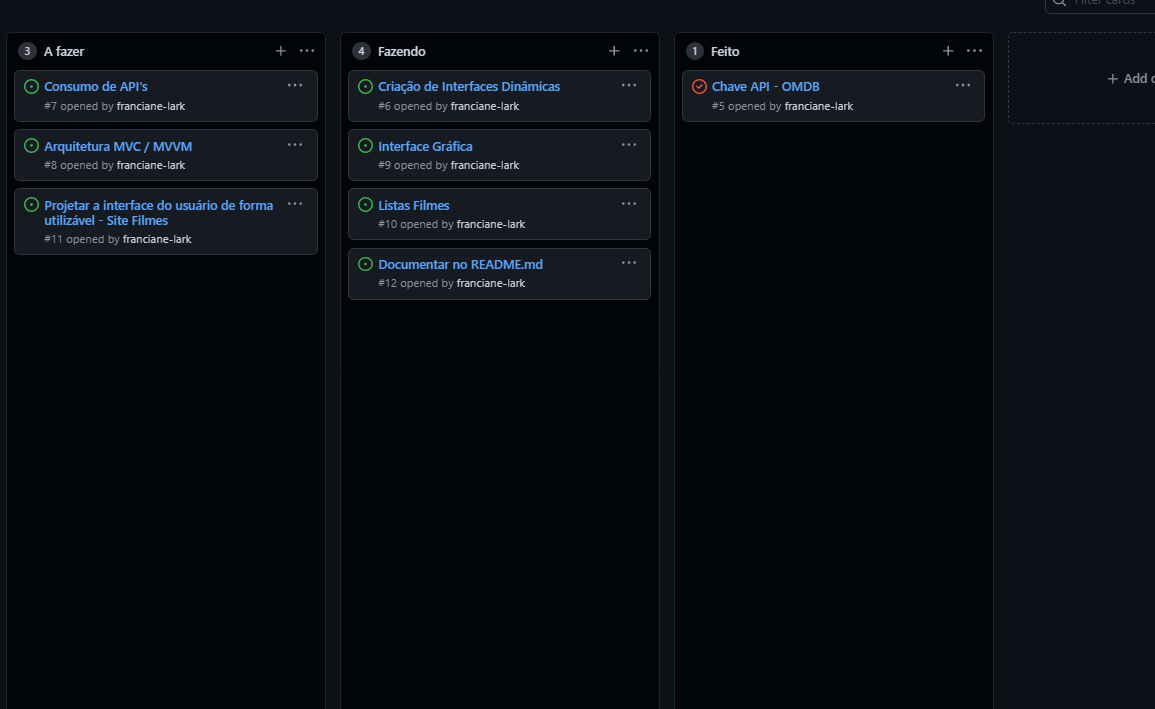 Filter cards
3 A fazer
Consumo de API's
#7 opened by franciane-lark
Arquitetura MVC / MVVM
#8 opened by franciane-lark
Projetar a interface do usuário de forma
utilizável - Site Filmes
#11 opened by franciane-lark
4 Fazendo
Criação de Interfaces Dinâmicas
#6 opened by franciane-lark
Interface Gráfica
#9 opened by franciane-lark
Listas Filmes
#10 opened by franciane-lark
Documentar no README.md
#12 opened by franciane-lark
1 Feito
Chave API - OMDB
#5 opened by franciane-lark
+ Add